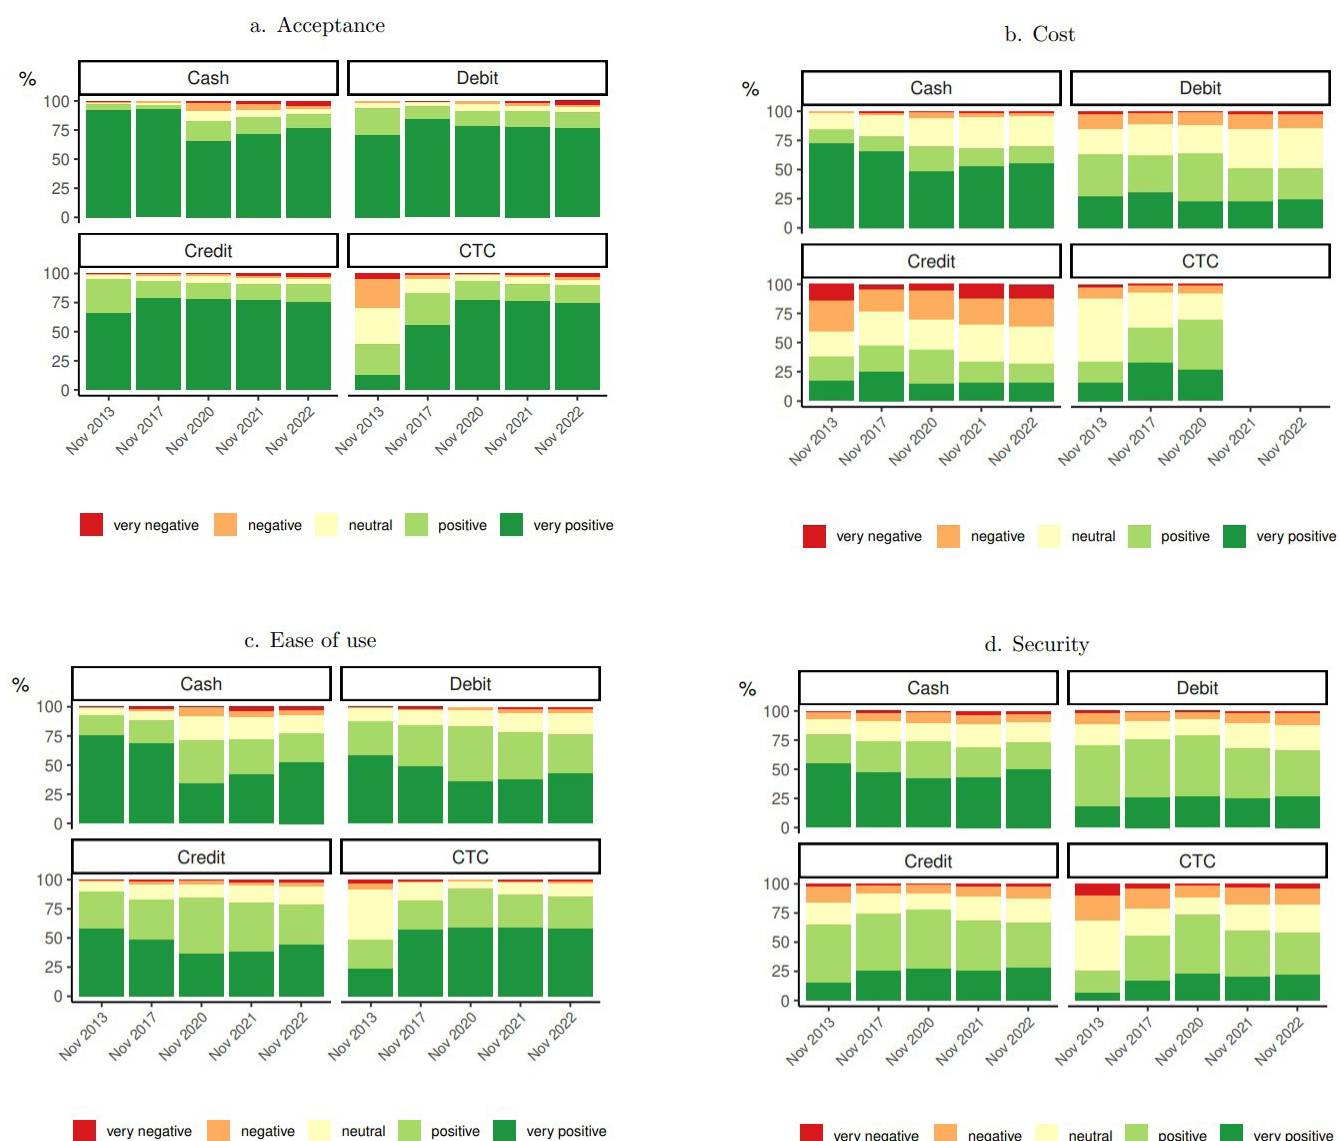 a. Acceptance
%
Cash
Debit
100
75
50
25
0
Credit
CTC
100
75
50
25
0
Nov 2013
Nov 2017
Nov 2020
Nov 2021
Nov 2022
Nov 2013
Nov 2017
Nov 2020
Nov 2021
Nov 2022
very negative negative neutral positive very positive
b. Cost
%
Cash
Debit
100
75
50
25
0
Credit
CTC
100
75
50
25
0
Nov 2013
Nov 2017
Nov 2020
Nov 2021
Nov 2022
Nov 2013
Nov 2017
Nov 2020
Nov 2021
Nov 2022
very negative negative neutral positive very positive
c. Ease of use
%
Cash
Debit
100
75
50
25
0
Credit
CTC
100
75
50
25
0
Nov 2013
Nov 2017
Nov 2020
Nov 2021
Nov 2022
Nov 2013
Nov 2017
Nov 2020
Nov 2021
Nov 2022
very negative negative neutral positive very positive
d. Security
%
Cash
Debit
100
75
50
25
0
Credit
CTC
100
75
50
25
0
Nov 2013
Nov 2017
Nov 2020
Nov 2021
Nov 2022
Nov 2013
Nov 2017
Nov 2020
Nov 2021
Nov 2022
very negative negative neutral positive very positive